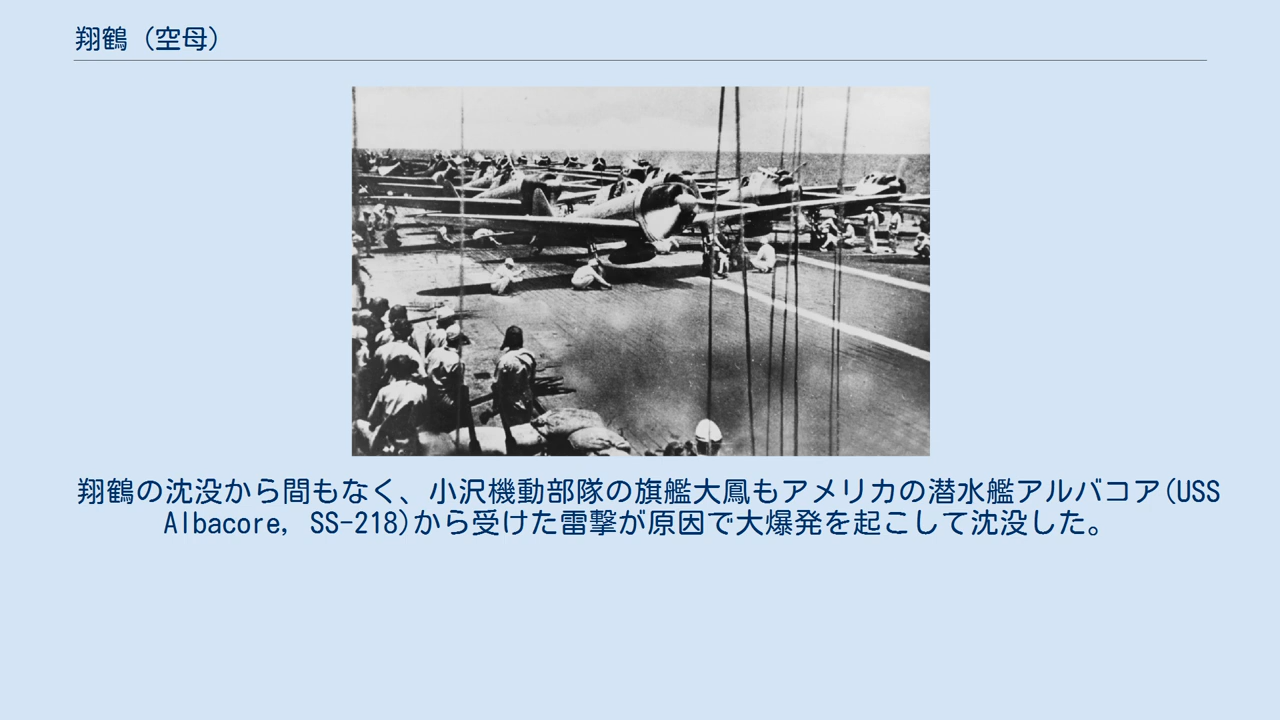 翔鶴（空母）
翔鶴の沈没から間もなく、小沢機動部隊の旗艦大鳳もアメリカの潜水艦アルバコア(USS
Albacore, SS-218)から受けた雷撃が原因で大爆発を起こして沈没した。